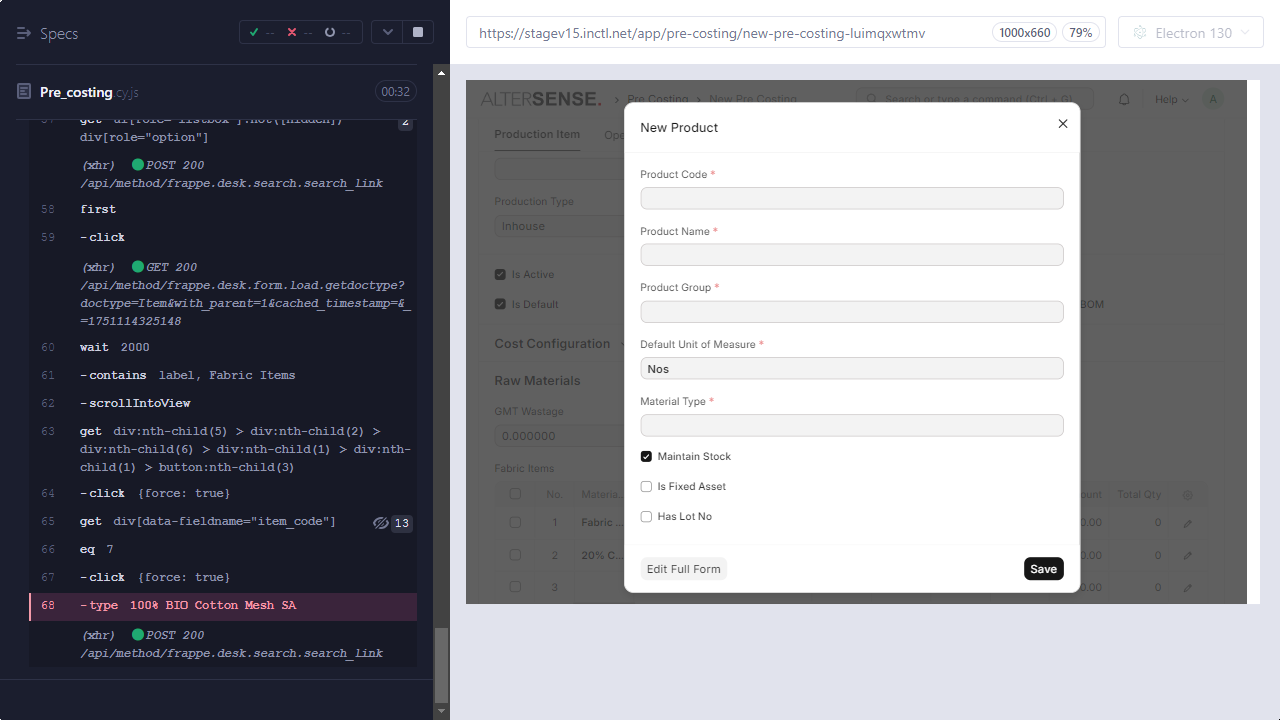 Specs
✓ -- ✗ -- --
Pre_costing.cy.js
00:32
get ul[role="listbox"]:not([hidden])
div[role="option"]
2
(xhr) POST 200
/api/method/frappe.desk.search.search_link
58 first
59 -click
(xhr) GET 200
/api/method/frappe.desk.form.load.getdoctype?
doctype=Item&with_parent=1&cached_timestamp=&_
=1751114325148
60 wait 2000
61 -contains label, Fabric Items
62 -scrollIntoView
63 get div:nth-child(5) > div:nth-child(2) >
div:nth-child(6) > div:nth-child(1) > div:nth-
child(1) > button:nth-child(3)
64 -click {force: true}
65 get div[data-fieldname="item_code"] 13
66 eq 7
67 -click {force: true}
68 -type 100% BIO Cotton Mesh SA
(xhr) POST 200
/api/method/frappe.desk.search.search_link
https://stagev15.inctl.net/app/pre-costing/new-pre-costing-luimqxwtmv
1000x660
79%
Electron 130
ALTERSENSE.
Pre Costing
New Pre Costing
Search or type a command (Ctrl + G)
Help
A
Production Item
Production Type
Inhouse
Is Active
Is Default
BOM
Cost Configuration
Raw Materials
GMT Wastage
0.000000
Fabric Items
No. Materia...
Total Qty
1 Fabric ... 0.00 0
2 20% C... 0.00 0
3 0.00 0
New Product
Product Code *
Product Name *
Product Group *
Default Unit of Measure *
Nos
Material Type *
Maintain Stock
Is Fixed Asset
Has Lot No
Edit Full Form
Save